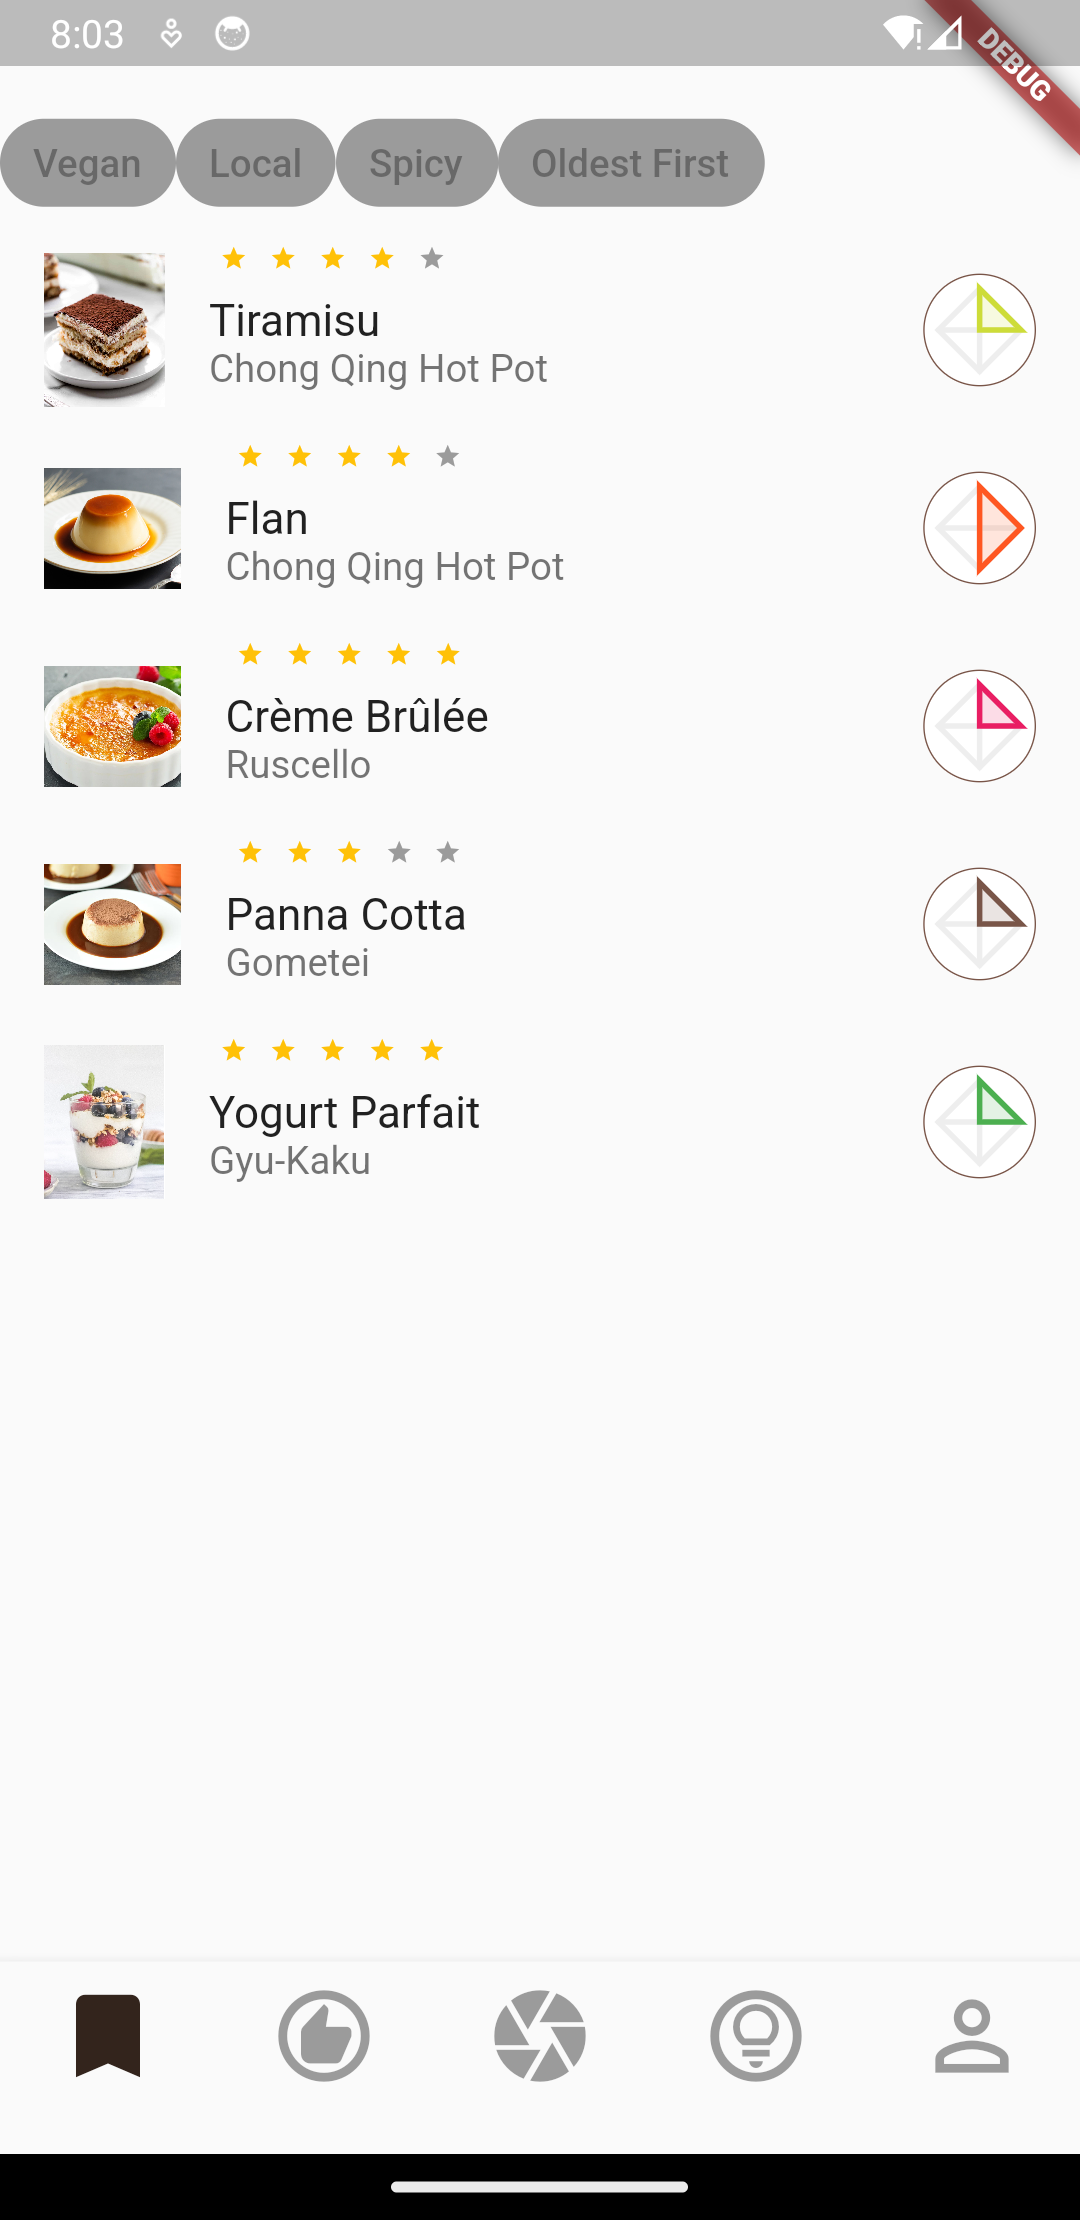 8:03
DEBUG
Vegan Local Spicy Oldest First
Tiramisu
Chong Qing Hot Pot
Flan
Chong Qing Hot Pot
Crème Brûlée
Ruscello
Panna Cotta
Gometei
Yogurt Parfait
Gyu-Kaku